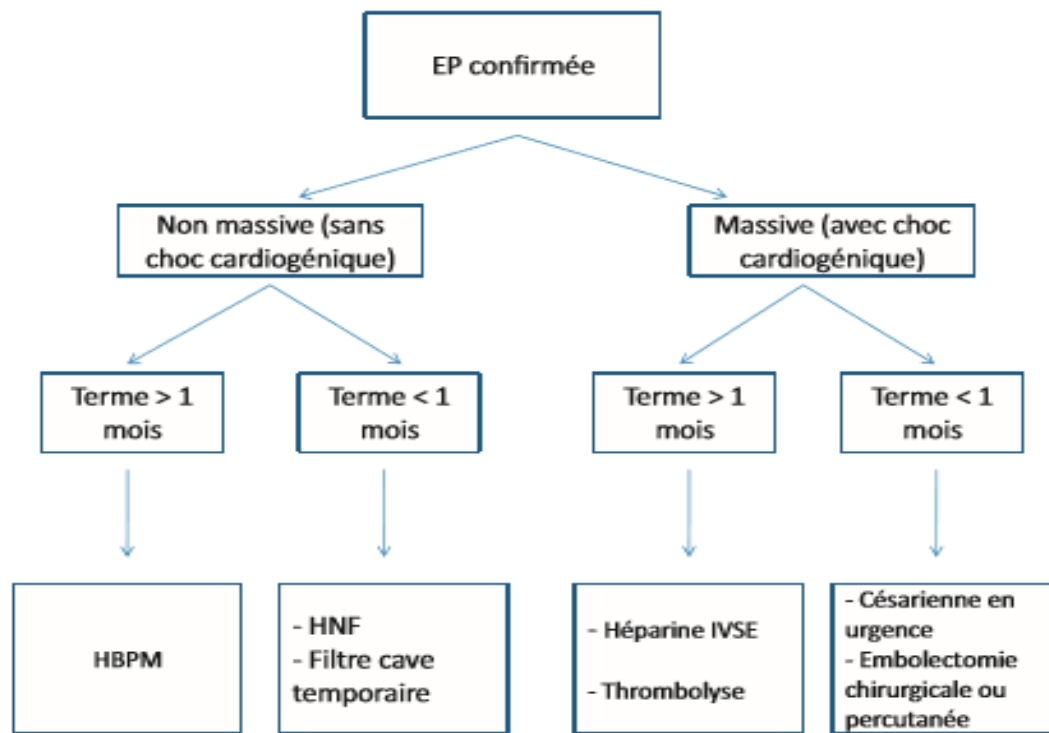 EP confirmée
Non massive (sans
choc cardiogénique)
Massive (avec choc
cardiogénique)
Terme > 1
mois
Terme < 1
mois
Terme > 1
mois
Terme < 1
mois
HBPM
- HNF
- Filtre cave
temporaire
- Héparine IVSE
- Thrombolyse
- Césarienne en
urgence
- Embolectomie
chirurgicale ou
percutanée